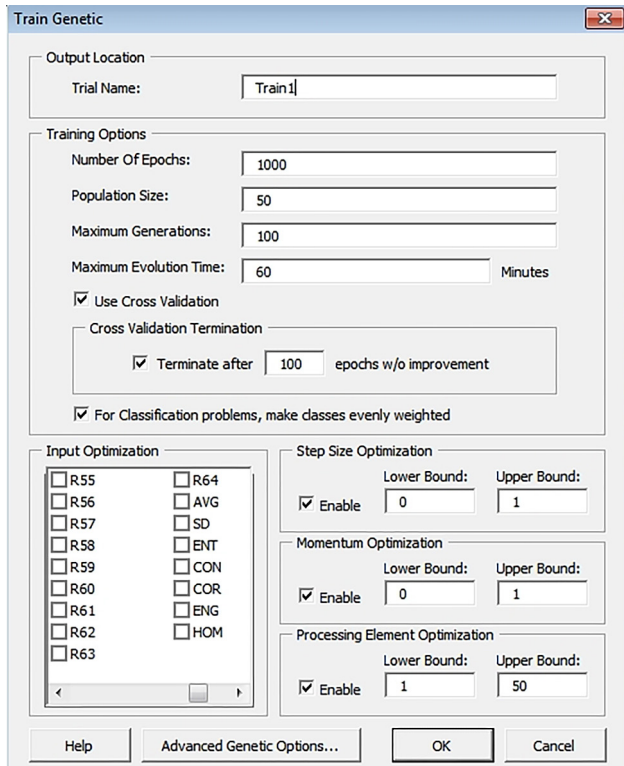 Train Genetic
Output Location
Trial Name: Train1
Training Options
Number Of Epochs: 1000
Population Size: 50
Maximum Generations: 100
Maximum Evolution Time: 60 Minutes
Use Cross Validation
Cross Validation Termination
Terminate after 100 epochs w/o improvement
For Classification problems, make classes evenly weighted
Input Optimization
R55 R64
R56 AVG
R57 SD
R58 ENT
R59 CON
R60 COR
R61 ENG
R62 HOM
R63
Step Size Optimization
Lower Bound: Upper Bound:
Enable 0 1
Momentum Optimization
Lower Bound: Upper Bound:
Enable 0 1
Processing Element Optimization
Lower Bound: Upper Bound:
Enable 1 50
Help Advanced Genetic Options... OK Cancel